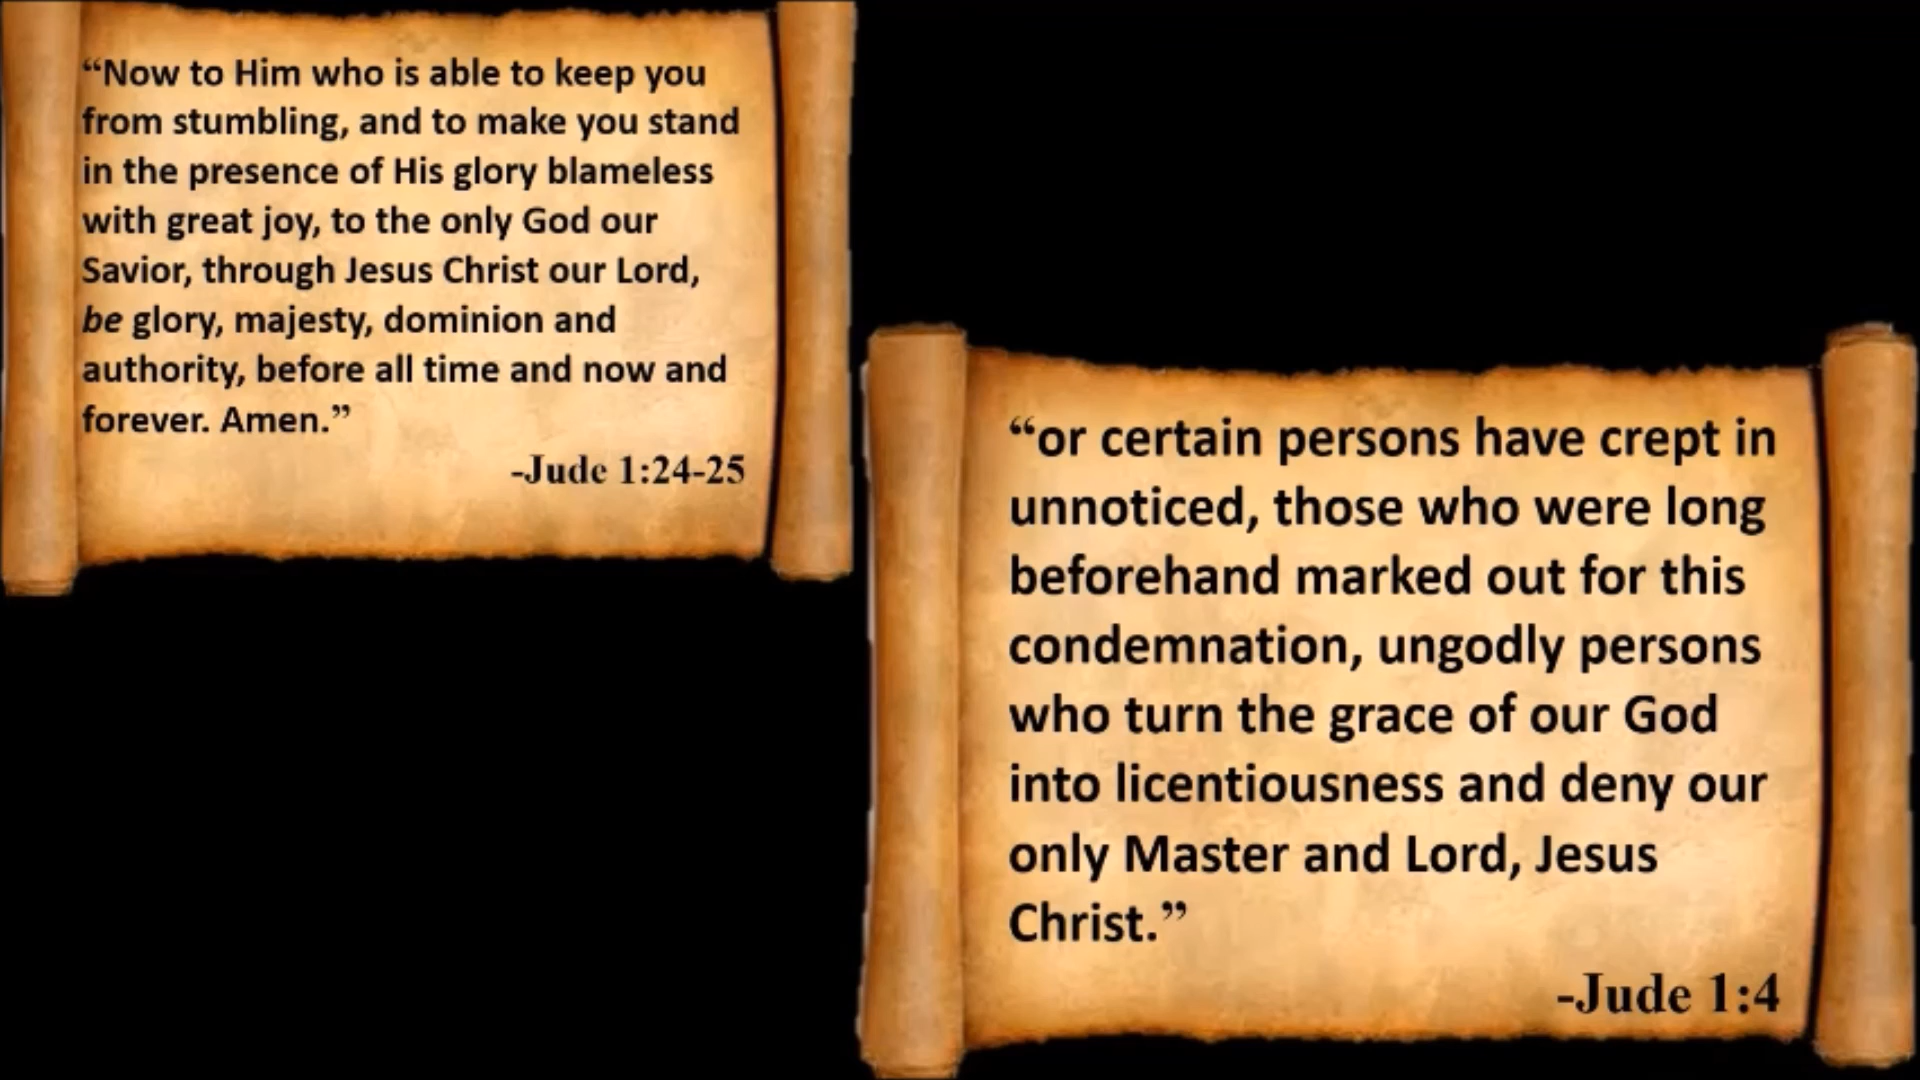 “Now to Him who is able to keep you
from stumbling, and to make you stand
in the presence of His glory blameless
with great joy, to the only God our
Savior, through Jesus Christ our Lord,
be glory, majesty, dominion and
authority, before all time and now and
forever. Amen.”
-Jude 1:24-25
“or certain persons have crept in
unnoticed, those who were long
beforehand marked out for this
condemnation, ungodly persons
who turn the grace of our God
into licentiousness and deny our
only Master and Lord, Jesus
Christ.”
-Jude 1:4